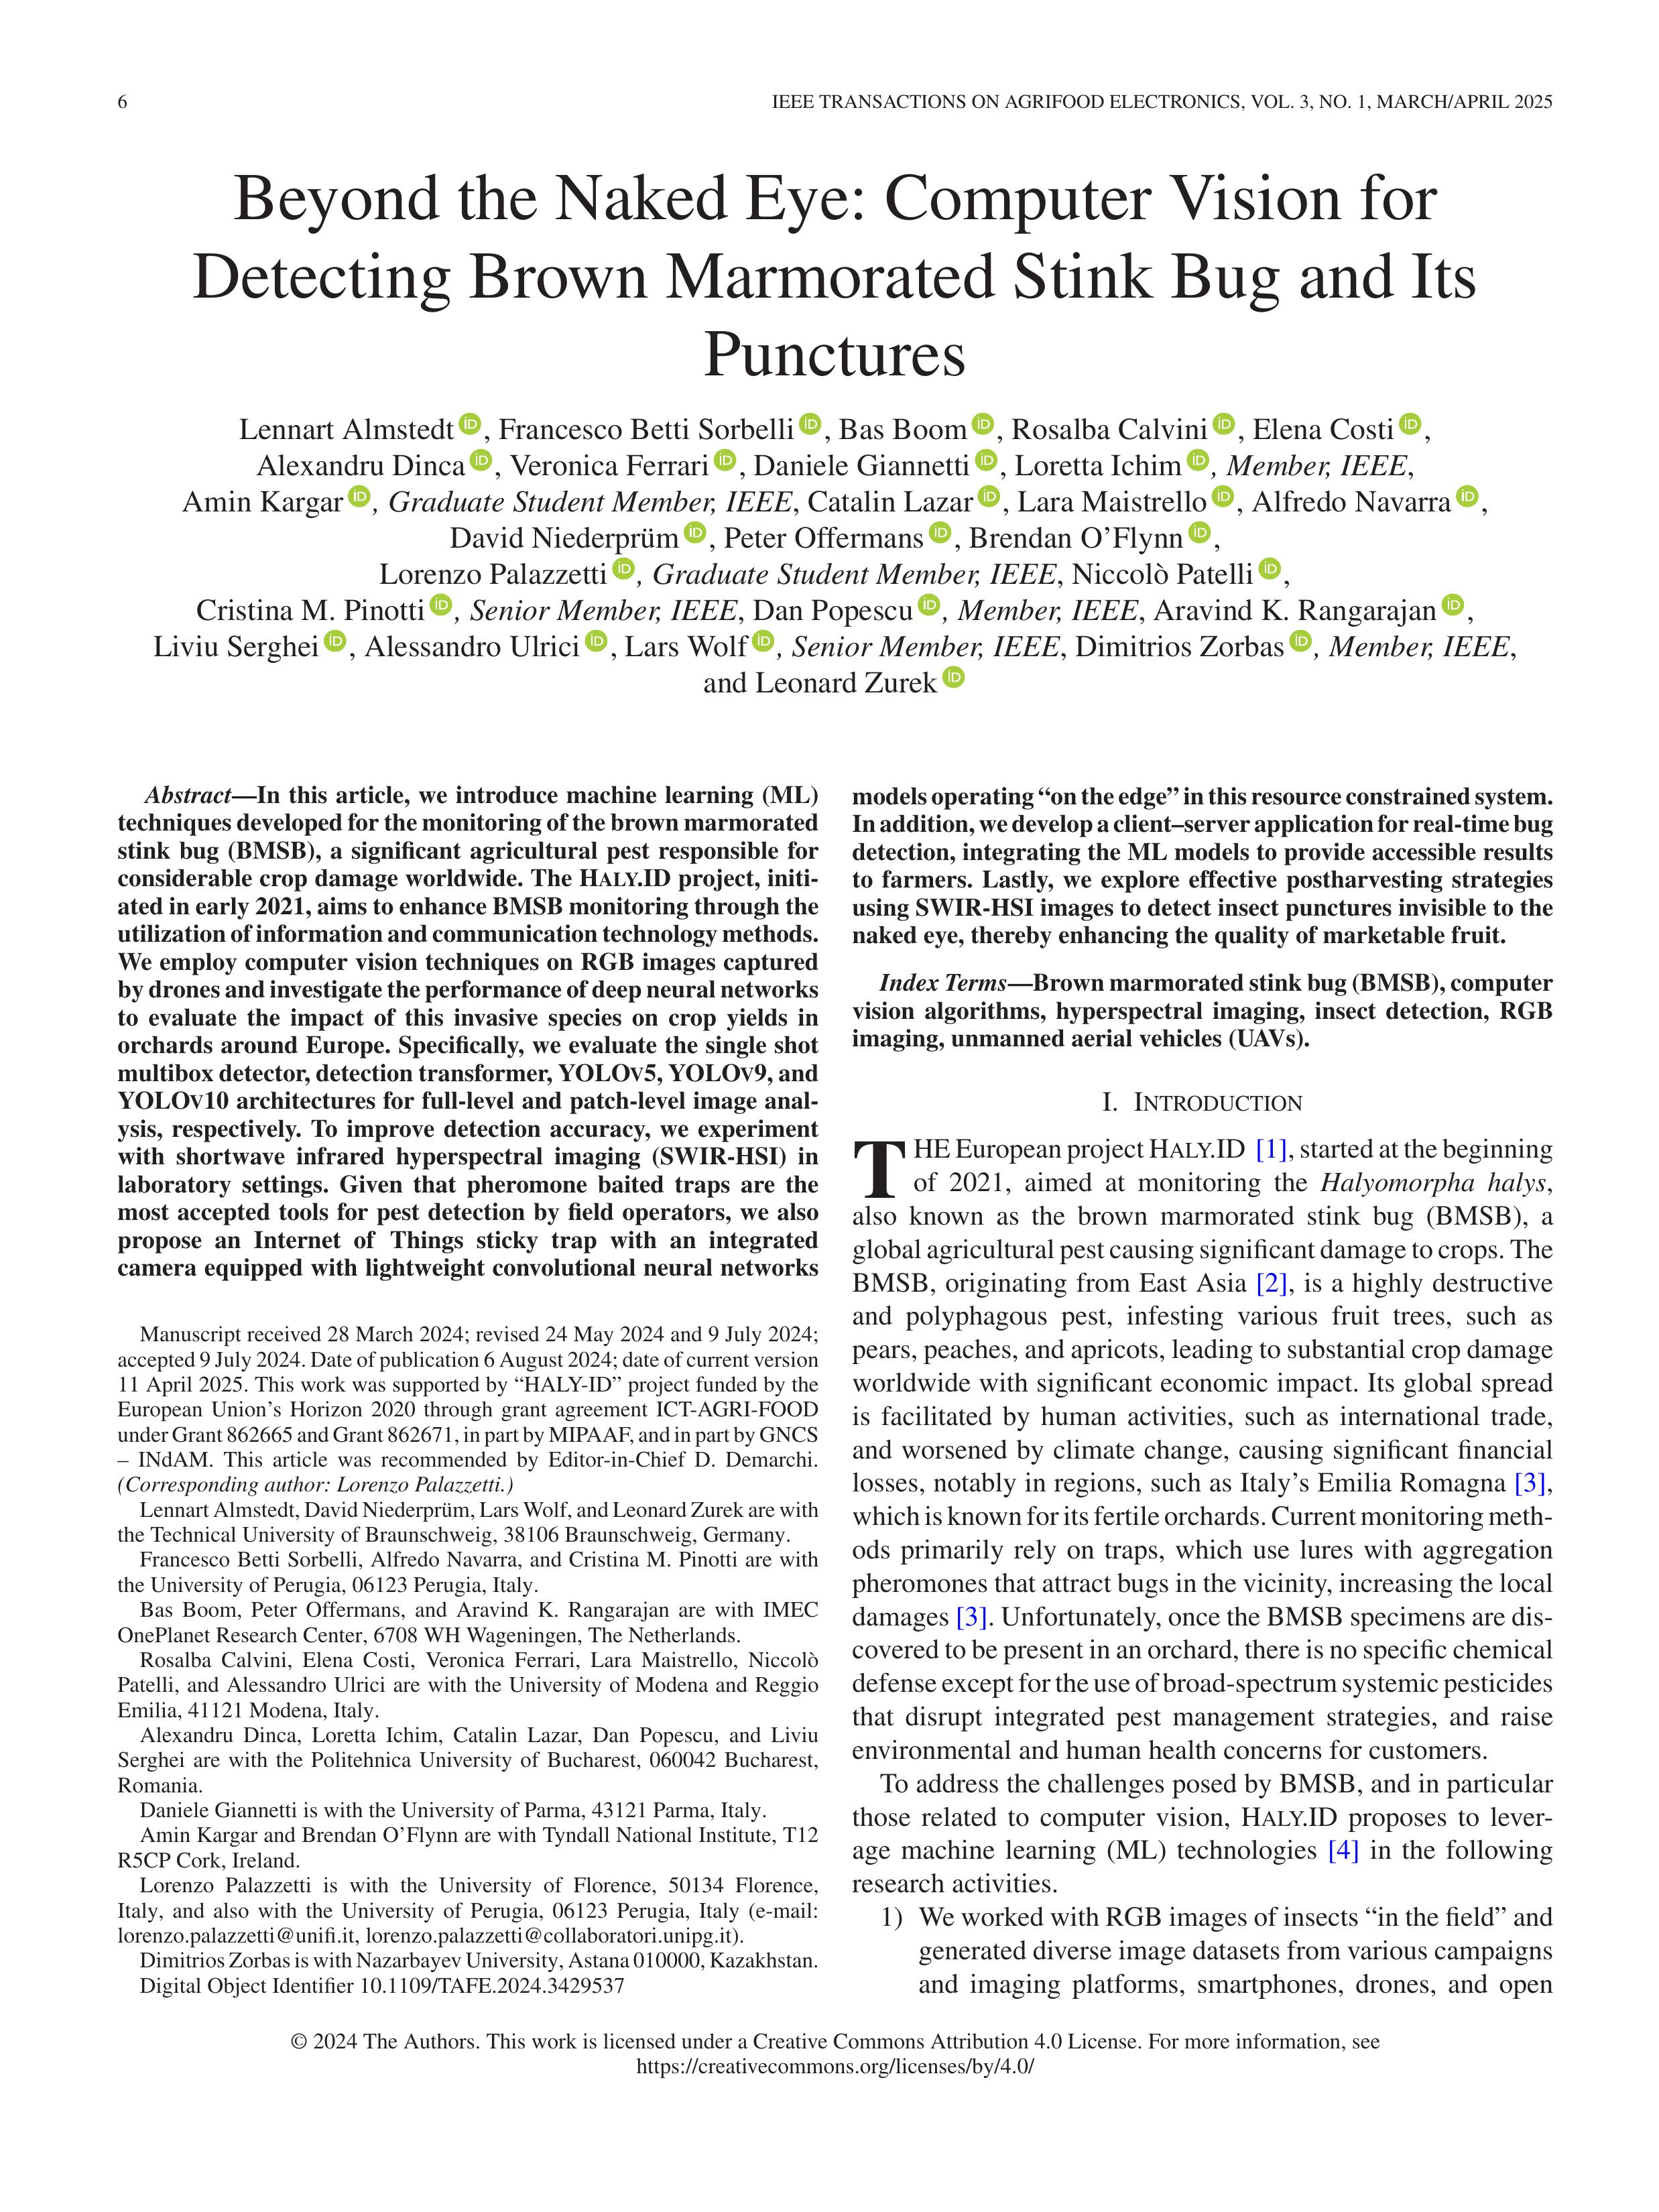 6
IEEE TRANSACTIONS ON AGRIFOOD ELECTRONICS, VOL. 3, NO. 1, MARCH/APRIL 2025
Beyond the Naked Eye: Computer Vision for
Detecting Brown Marmorated Stink Bug and Its
Punctures
Lennart Almstedt iD, Francesco Betti Sorbelli iD, Bas Boom iD, Rosalba Calvini iD, Elena Costi iD,
Alexandru Dinca iD, Veronica Ferrari iD, Daniele Giannetti iD, Loretta Ichim iD, Member, IEEE,
Amin Kargar iD, Graduate Student Member, IEEE, Catalin Lazar iD, Lara Maistrello iD, Alfredo Navarra iD,
David Niederprüm iD, Peter Offermans iD, Brendan O’Flynn iD,
Lorenzo Palazzetti iD, Graduate Student Member, IEEE, Niccolò Patelli iD,
Cristina M. Pinotti iD, Senior Member, IEEE, Dan Popescu iD, Member, IEEE, Aravind K. Rangarajan iD,
Liviu Serghei iD, Alessandro Ulrici iD, Lars Wolf iD, Senior Member, IEEE, Dimitrios Zorbas iD, Member, IEEE,
and Leonard Zurek iD
Abstract—In this article, we introduce machine learning (ML)
techniques developed for the monitoring of the brown marmorated
stink bug (BMSB), a significant agricultural pest responsible for
considerable crop damage worldwide. The HALY.ID project, initi-
ated in early 2021, aims to enhance BMSB monitoring through the
utilization of information and communication technology methods.
We employ computer vision techniques on RGB images captured
by drones and investigate the performance of deep neural networks
to evaluate the impact of this invasive species on crop yields in
orchards around Europe. Specifically, we evaluate the single shot
multibox detector, detection transformer, YOLOV5, YOLOV9, and
YOLOV10 architectures for full-level and patch-level image anal-
ysis, respectively. To improve detection accuracy, we experiment
with shortwave infrared hyperspectral imaging (SWIR-HSI) in
laboratory settings. Given that pheromone baited traps are the
most accepted tools for pest detection by field operators, we also
propose an Internet of Things sticky trap with an integrated
camera equipped with lightweight convolutional neural networks
Manuscript received 28 March 2024; revised 24 May 2024 and 9 July 2024;
accepted 9 July 2024. Date of publication 6 August 2024; date of current version
11 April 2025. This work was supported by “HALY-ID” project funded by the
European Union’s Horizon 2020 through grant agreement ICT-AGRI-FOOD
under Grant 862665 and Grant 862671, in part by MIPAAF, and in part by GNCS
– INdAM. This article was recommended by Editor-in-Chief D. Demarchi.
(Corresponding author: Lorenzo Palazzetti.)
Lennart Almstedt, David Niederprüm, Lars Wolf, and Leonard Zurek are with
the Technical University of Braunschweig, 38106 Braunschweig, Germany.
Francesco Betti Sorbelli, Alfredo Navarra, and Cristina M. Pinotti are with
the University of Perugia, 06123 Perugia, Italy.
Bas Boom, Peter Offermans, and Aravind K. Rangarajan are with IMEC
OnePlanet Research Center, 6708 WH Wageningen, The Netherlands.
Rosalba Calvini, Elena Costi, Veronica Ferrari, Lara Maistrello, Niccolò
Patelli, and Alessandro Ulrici are with the University of Modena and Reggio
Emilia, 41121 Modena, Italy.
Alexandru Dinca, Loretta Ichim, Catalin Lazar, Dan Popescu, and Liviu
Serghei are with the Politehnica University of Bucharest, 060042 Bucharest,
Romania.
Daniele Giannetti is with the University of Parma, 43121 Parma, Italy.
Amin Kargar and Brendan O’Flynn are with Tyndall National Institute, T12
R5CP Cork, Ireland.
Lorenzo Palazzetti is with the University of Florence, 50134 Florence,
Italy, and also with the University of Perugia, 06123 Perugia, Italy (e-mail:
lorenzo.palazzetti@unifi.it, lorenzo.palazzetti@collaboratori.unipg.it).
Dimitrios Zorbas is with Nazarbayev University, Astana 010000, Kazakhstan.
Digital Object Identifier 10.1109/TAFE.2024.3429537
models operating “on the edge” in this resource constrained system.
In addition, we develop a client–server application for real-time bug
detection, integrating the ML models to provide accessible results
to farmers. Lastly, we explore effective postharvesting strategies
using SWIR-HSI images to detect insect punctures invisible to the
naked eye, thereby enhancing the quality of marketable fruit.
Index Terms—Brown marmorated stink bug (BMSB), computer
vision algorithms, hyperspectral imaging, insect detection, RGB
imaging, unmanned aerial vehicles (UAVs).
I. INTRODUCTION
THE European project HALY.ID [1], started at the beginning
of 2021, aimed at monitoring the Halyomorpha halys,
also known as the brown marmorated stink bug (BMSB), a
global agricultural pest causing significant damage to crops. The
BMSB, originating from East Asia [2], is a highly destructive
and polyphagous pest, infesting various fruit trees, such as
pears, peaches, and apricots, leading to substantial crop damage
worldwide with significant economic impact. Its global spread
is facilitated by human activities, such as international trade,
and worsened by climate change, causing significant financial
losses, notably in regions, such as Italy’s Emilia Romagna [3],
which is known for its fertile orchards. Current monitoring meth-
ods primarily rely on traps, which use lures with aggregation
pheromones that attract bugs in the vicinity, increasing the local
damages [3]. Unfortunately, once the BMSB specimens are dis-
covered to be present in an orchard, there is no specific chemical
defense except for the use of broad-spectrum systemic pesticides
that disrupt integrated pest management strategies, and raise
environmental and human health concerns for customers.
To address the challenges posed by BMSB, and in particular
those related to computer vision, HALY.ID proposes to lever-
age machine learning (ML) technologies [4] in the following
research activities.
1) We worked with RGB images of insects “in the field” and
generated diverse image datasets from various campaigns
and imaging platforms, smartphones, drones, and open
© 2024 The Authors. This work is licensed under a Creative Commons Attribution 4.0 License. For more information, see
https://creativecommons.org/licenses/by/4.0/